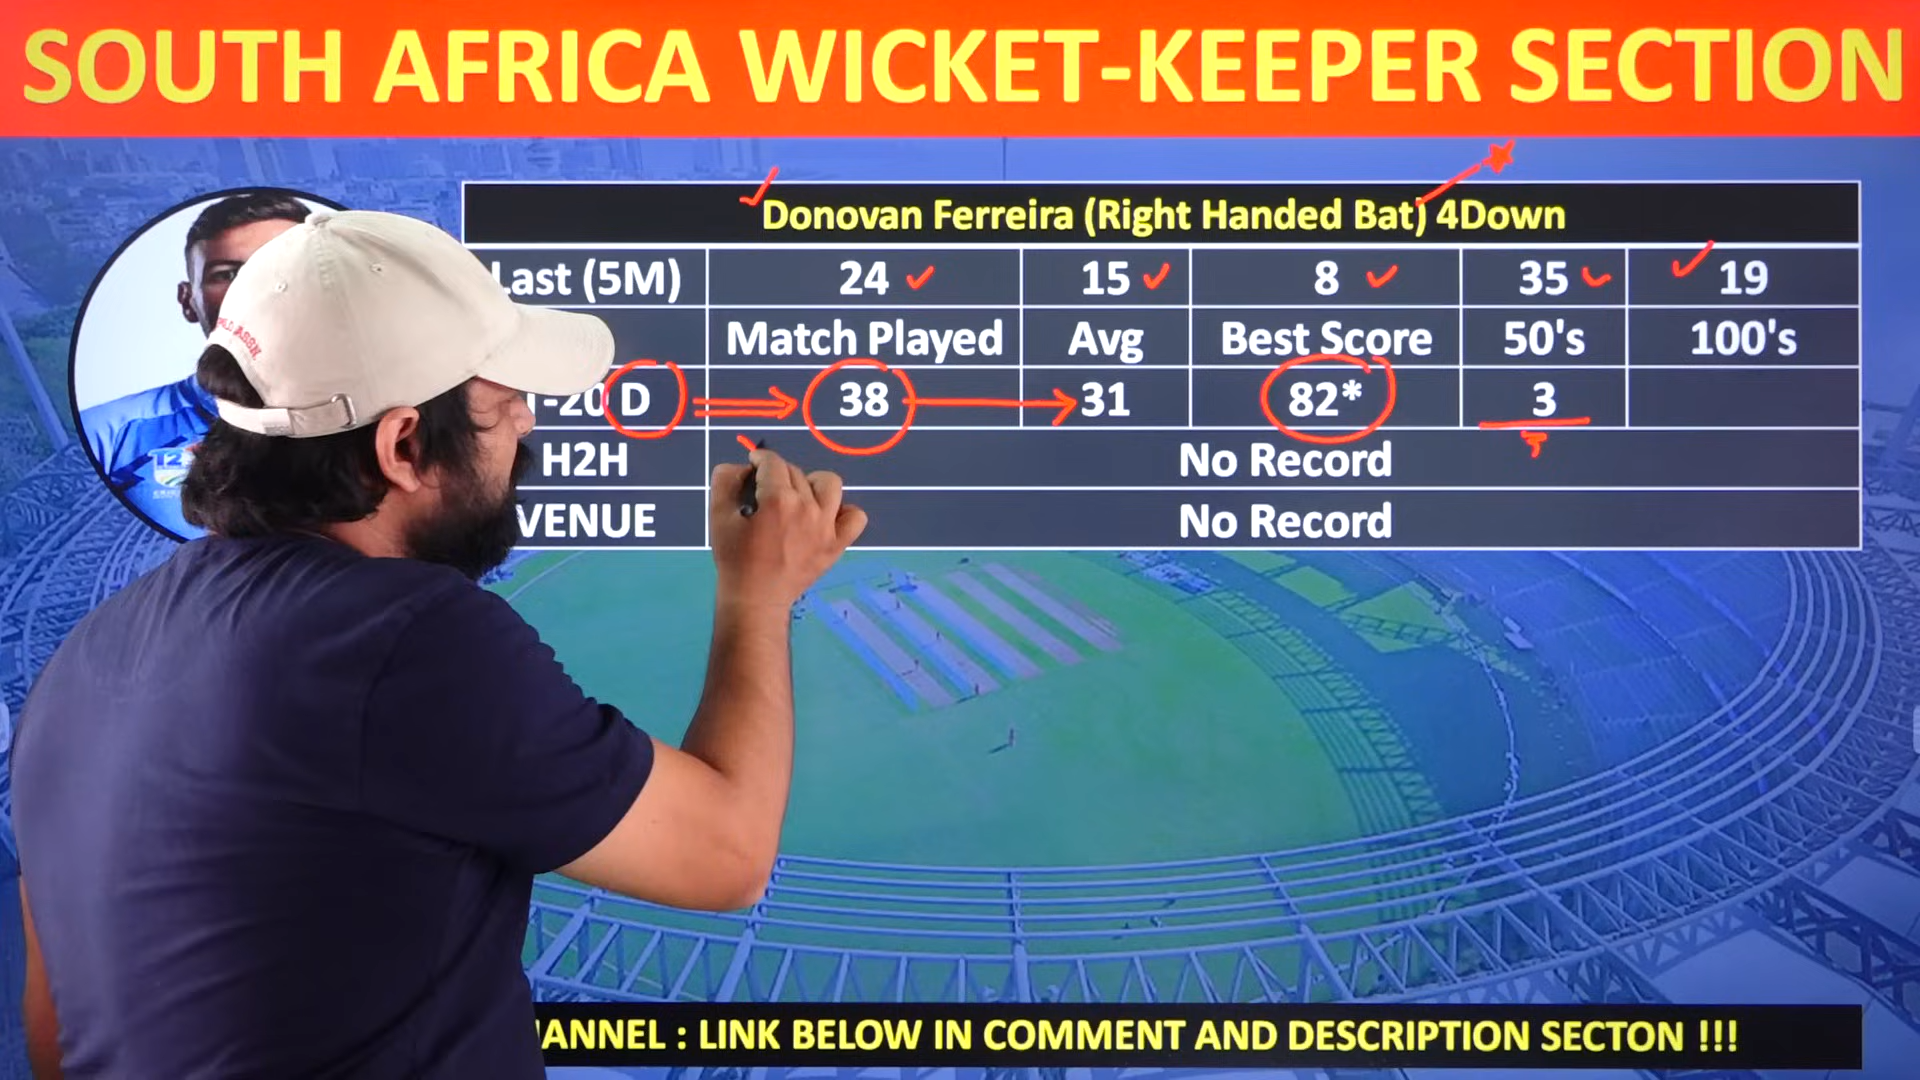 SOUTH AFRICA WICKET-KEEPER SECTION
Donovan Ferreira (Right Handed Bat) 4Down
Last (5M) 24 15 8 35 19
Match Played Avg Best Score 50's 100's
T-20 D 38 31 82* 3
H2H No Record
VENUE No Record
HANNEL : LINK BELOW IN COMMENT AND DESCRIPTION SECTON !!!